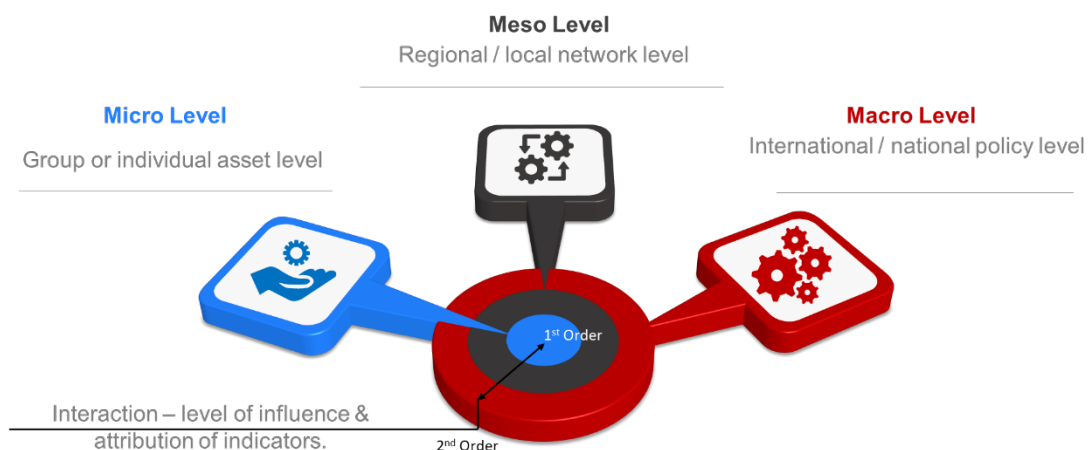 Meso Level
Regional / local network level
Micro Level
Group or individual asset level
Macro Level
International / national policy level
1st Order
Interaction – level of influence &
attribution of indicators.
2nd Order